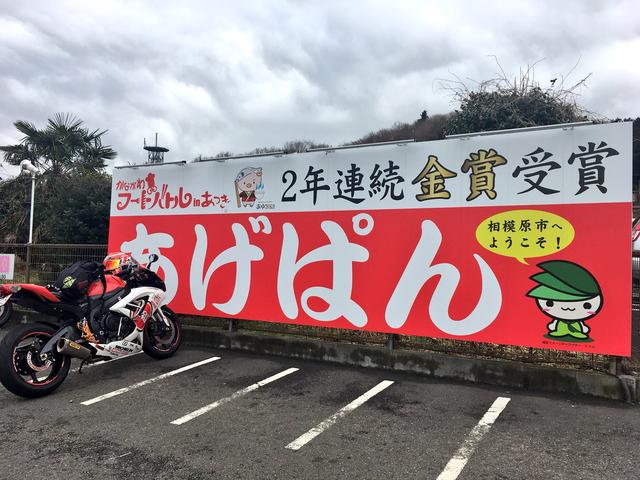 かながわ
フードバトル in あつぎ
2年連続金賞受賞
あげぱん
相模原市へ
ようこそ!